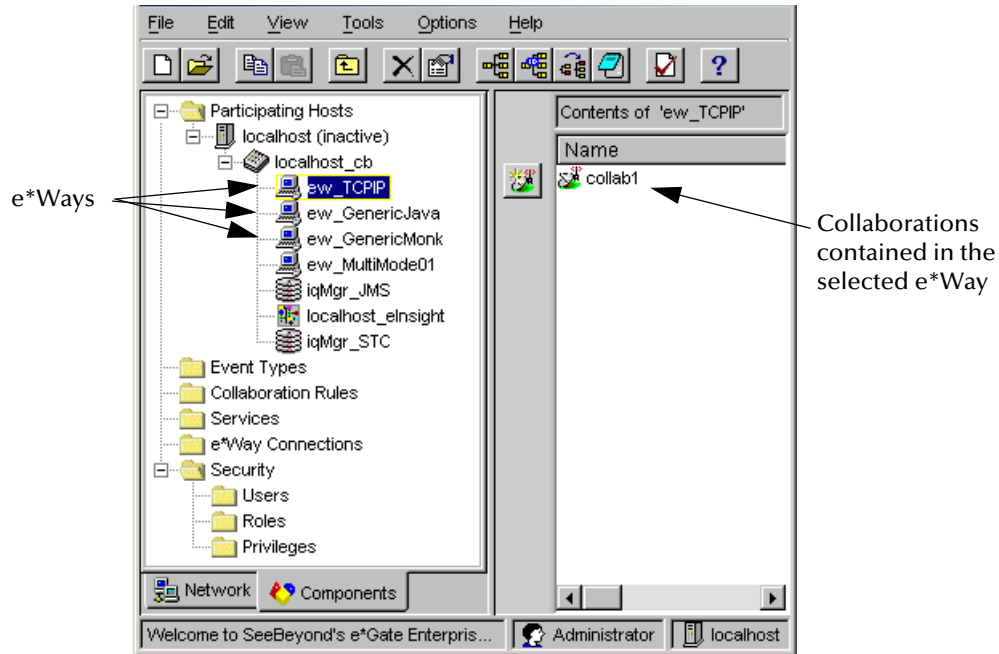 File Edit View Tools Options Help
?
Participating Hosts
localhost (inactive)
localhost_cb
ew_TCPIP
ew_GenericJava
ew_GenericMonk
ew_MultiMode01
iqMgr_JMS
localhost_eInsight
iqMgr_STC
Event Types
Collaboration Rules
Services
e*Way Connections
Security
Users
Roles
Privileges
Network Components
Contents of 'ew_TCPIP'
Name
collab1
e*Ways
Collaborations
contained in the
selected e*Way
Welcome to SeeBeyond's e*Gate Enterpris... Administrator localhost